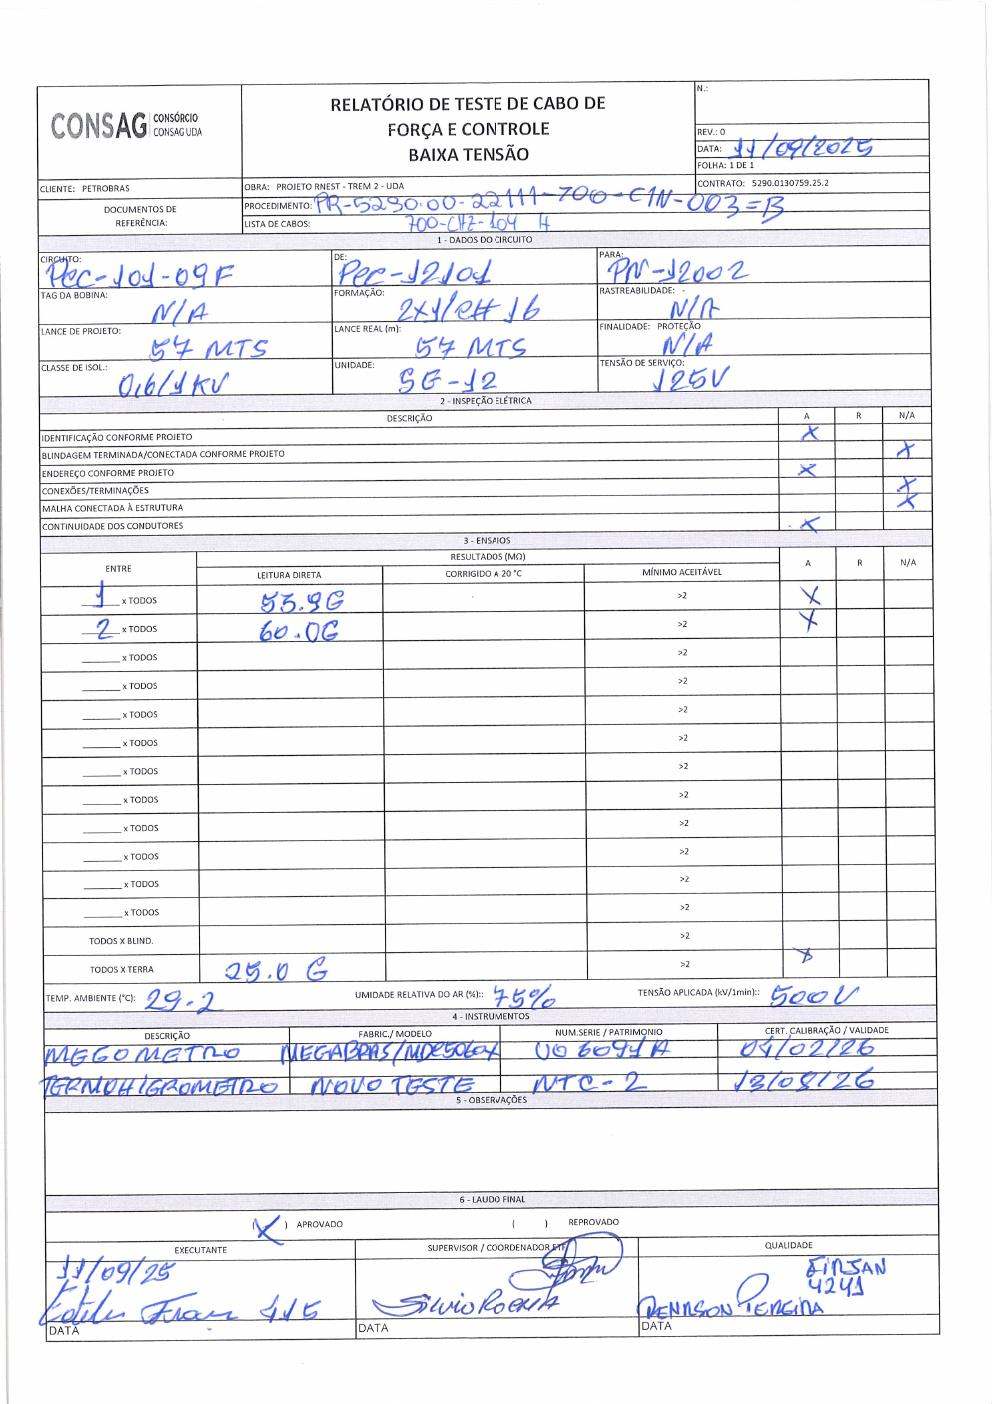 CONSAG CONSÓRCIO CONSAG UDA
RELATÓRIO DE TESTE DE CABO DE FORÇA E CONTROLE BAIXA TENSÃO
N.:
REV.: 0
DATA: 11/09/2025
FOLHA: 1 DE 1
CLIENTE: PETROBRAS
OBRA: PROJETO RNEST - TREM 2 - UDA
CONTRATO: 5290.0130759.25.2
DOCUMENTOS DE REFERÊNCIA:
PROCEDIMENTO: PR-5290.00-22111-700-C1N-003=B
LISTA DE CABOS: 700-CHZ-104 A
1 - DADOS DO CIRCUITO
CIRCUITO: PEC-101-09F
DE: PEC-12101
PARA: PN-12002
TAG DA BOBINA: N/A
FORMAÇÃO: 2X1/C#16
RASTREABILIDADE: - N/A
LANCE DE PROJETO: 57 MTS
LANCE REAL (m): 57 MTS
FINALIDADE: PROTEÇÃO N/A
CLASSE DE ISOL.: 0,6/1KV
UNIDADE: SG-12
TENSÃO DE SERVIÇO: 125V
2 - INSPEÇÃO ELÉTRICA
DESCRIÇÃO A R N/A
IDENTIFICAÇÃO CONFORME PROJETO X
BLINDAGEM TERMINADA/CONECTADA CONFORME PROJETO X
ENDEREÇO CONFORME PROJETO X
CONEXÕES/TERMINAÇÕES X
MALHA CONECTADA À ESTRUTURA X
CONTINUIDADE DOS CONDUTORES X
3 - ENSAIOS
ENTRE RESULTADOS (MΩ) A R N/A
LEITURA DIRETA CORRIGIDO A 20 °C MÍNIMO ACEITÁVEL
1 x TODOS 55.9G >2 X
2 x TODOS 60.0G >2 X
x TODOS >2
x TODOS >2
x TODOS >2
x TODOS >2
x TODOS >2
x TODOS >2
x TODOS >2
x TODOS >2
x TODOS >2
x TODOS >2
TODOS X BLIND. >2
TODOS X TERRA 25.0 G >2 X
TEMP. AMBIENTE (°C): 29.2
UMIDADE RELATIVA DO AR (%):: 75%
TENSÃO APLICADA (kV/1min):: 500V
4 - INSTRUMENTOS
DESCRIÇÃO FABRIC./ MODELO NUM.SERIE / PATRIMONIO CERT. CALIBRAÇÃO / VALIDADE
MEGOMETRO MEGABRAS/MD5060X UO 6091A 04/02/26
TERMOHIGROMETRO NOVO TESTE NTC-2 13/08/26
5 - OBSERVAÇÕES
6 - LAUDO FINAL
(X) APROVADO ( ) REPROVADO
EXECUTANTE SUPERVISOR / COORDENADOR QUALIDADE
11/09/25
415
SILVIO ROCHA
DENNISON PEREIRA
4241
DATA DATA DATA